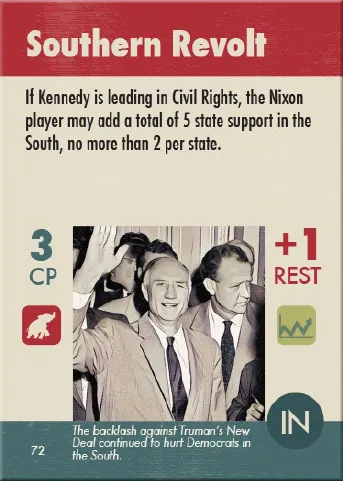 Southern Revolt
If Kennedy is leading in Civil Rights, the Nixon
player may add a total of 5 state support in the
South, no more than 2 per state.
3
CP
+1
REST
IN
72
The backlash against Truman's New
Deal continued to hurt Democrats in
the South.